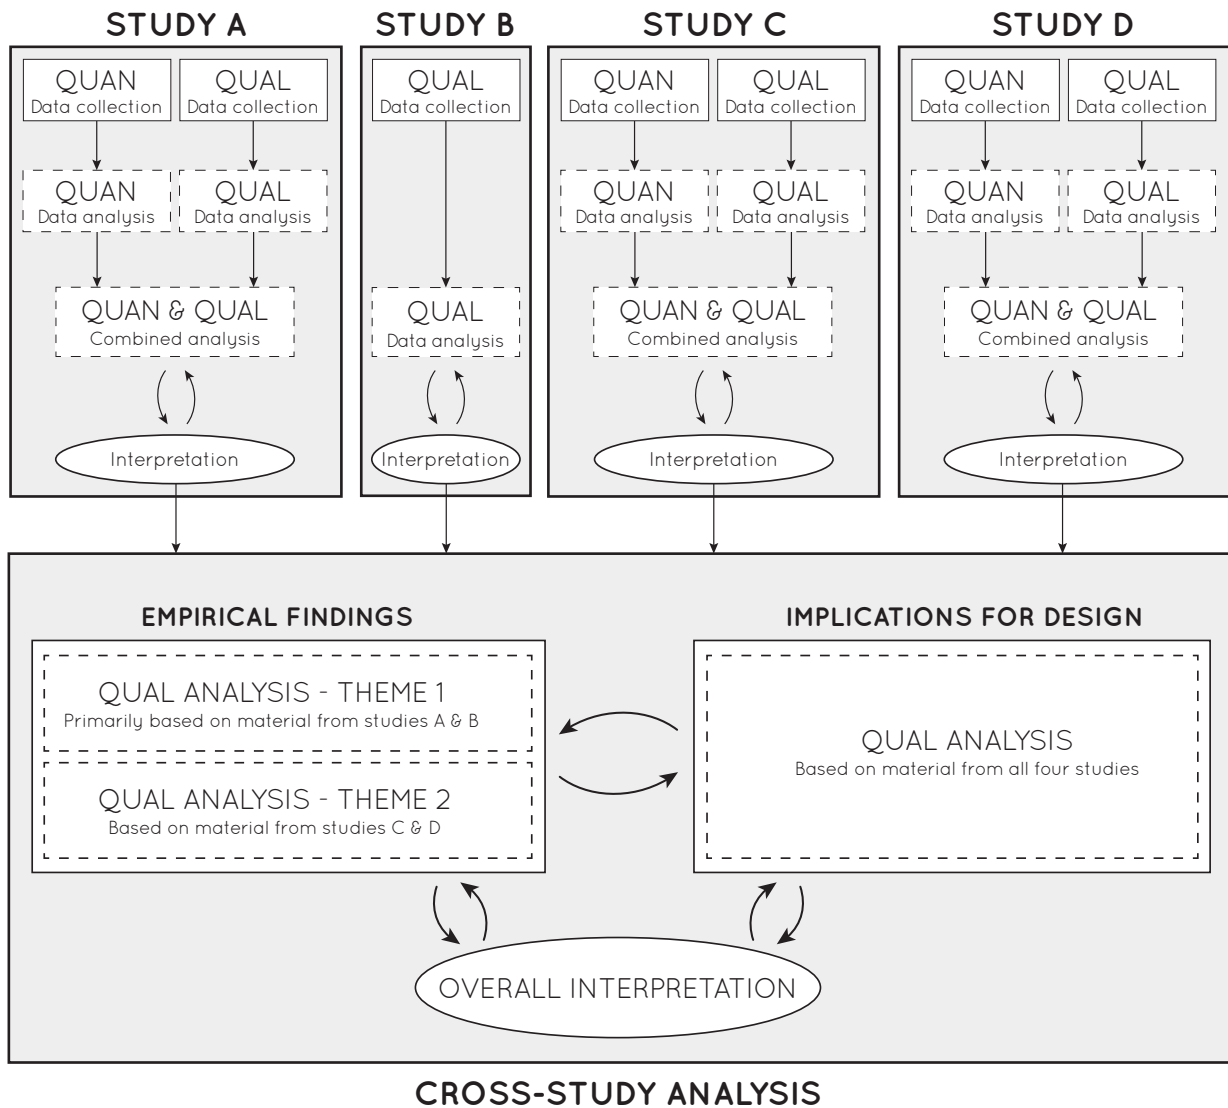 STUDY A
QUAN
Data collection
QUAL
Data collection
QUAN
Data analysis
QUAL
Data analysis
QUAN & QUAL
Combined analysis
Interpretation
STUDY B
QUAL
Data collection
QUAL
Data analysis
Interpretation
STUDY C
QUAN
Data collection
QUAL
Data collection
QUAN
Data analysis
QUAL
Data analysis
QUAN & QUAL
Combined analysis
Interpretation
STUDY D
QUAN
Data collection
QUAL
Data collection
QUAN
Data analysis
QUAL
Data analysis
QUAN & QUAL
Combined analysis
Interpretation
EMPIRICAL FINDINGS
QUAL ANALYSIS - THEME 1
Primarily based on material from studies A & B
QUAL ANALYSIS - THEME 2
Based on material from studies C & D
IMPLICATIONS FOR DESIGN
QUAL ANALYSIS
Based on material from all four studies
OVERALL INTERPRETATION
CROSS-STUDY ANALYSIS